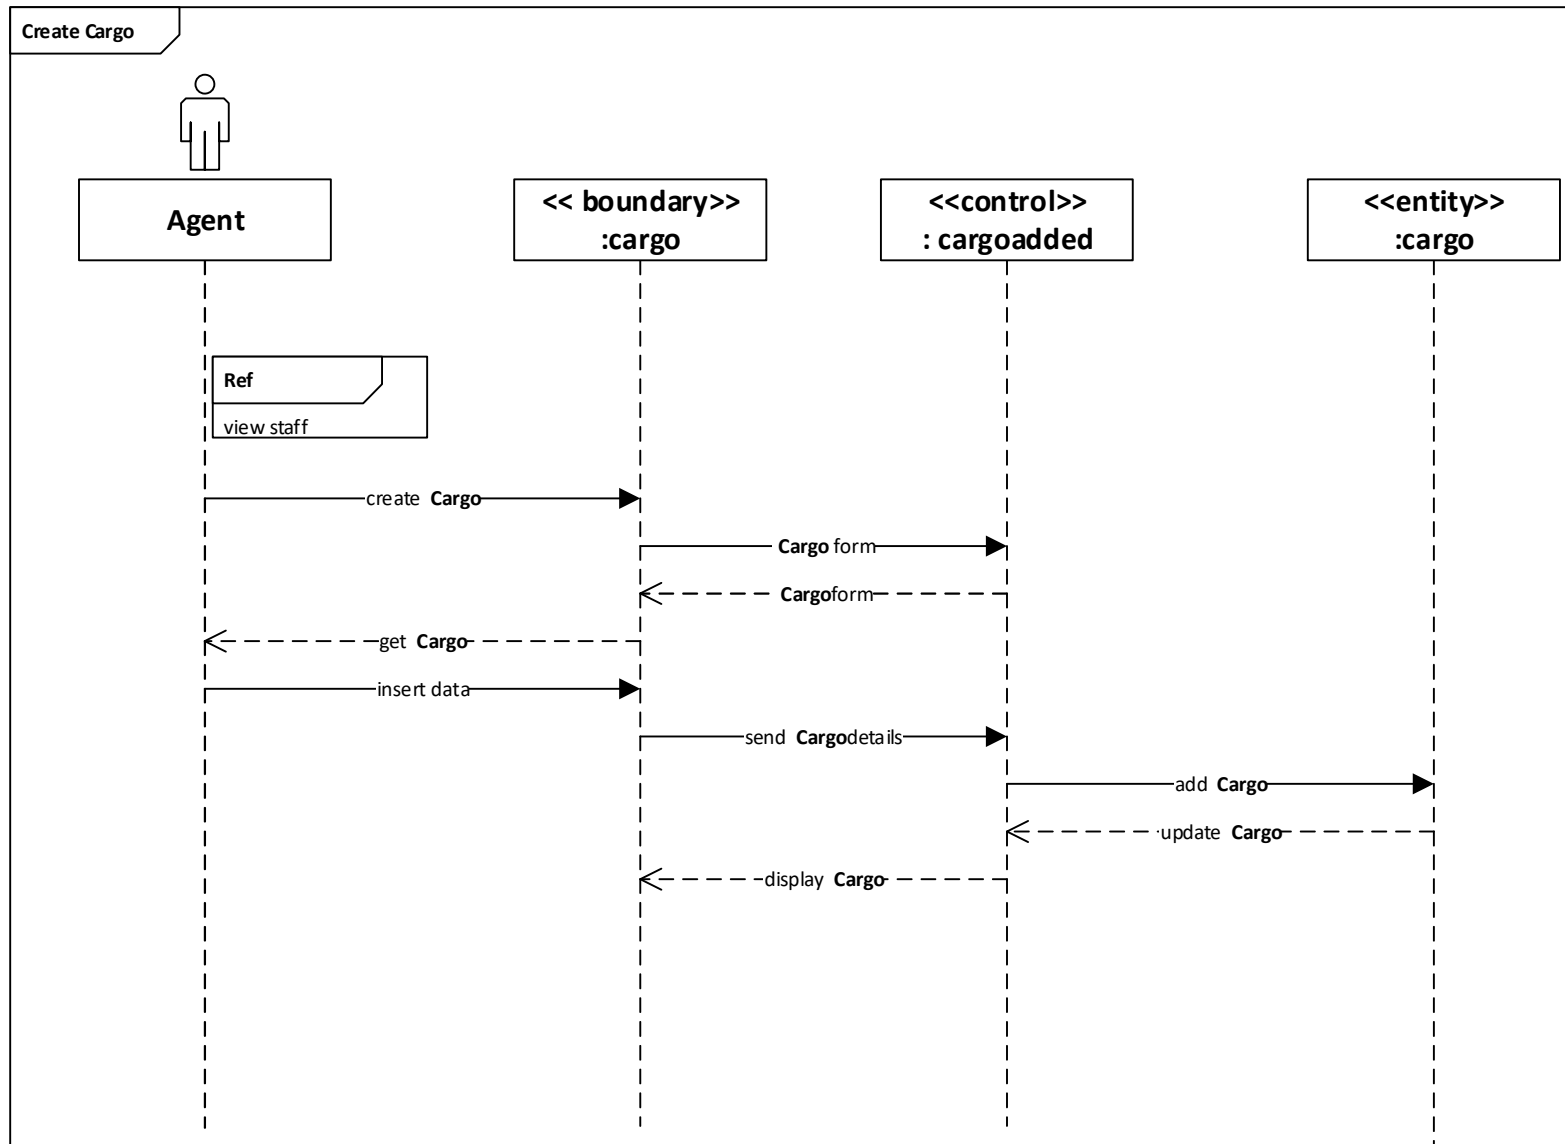 Create Cargo
Agent
<< boundary>>
:cargo
<<control>>
: cargoadded
<<entity>>
:cargo
Ref
view staff
create Cargo
Cargo form
Cargoform
get Cargo
insert data
send Cargodetails
add Cargo
update Cargo
display Cargo